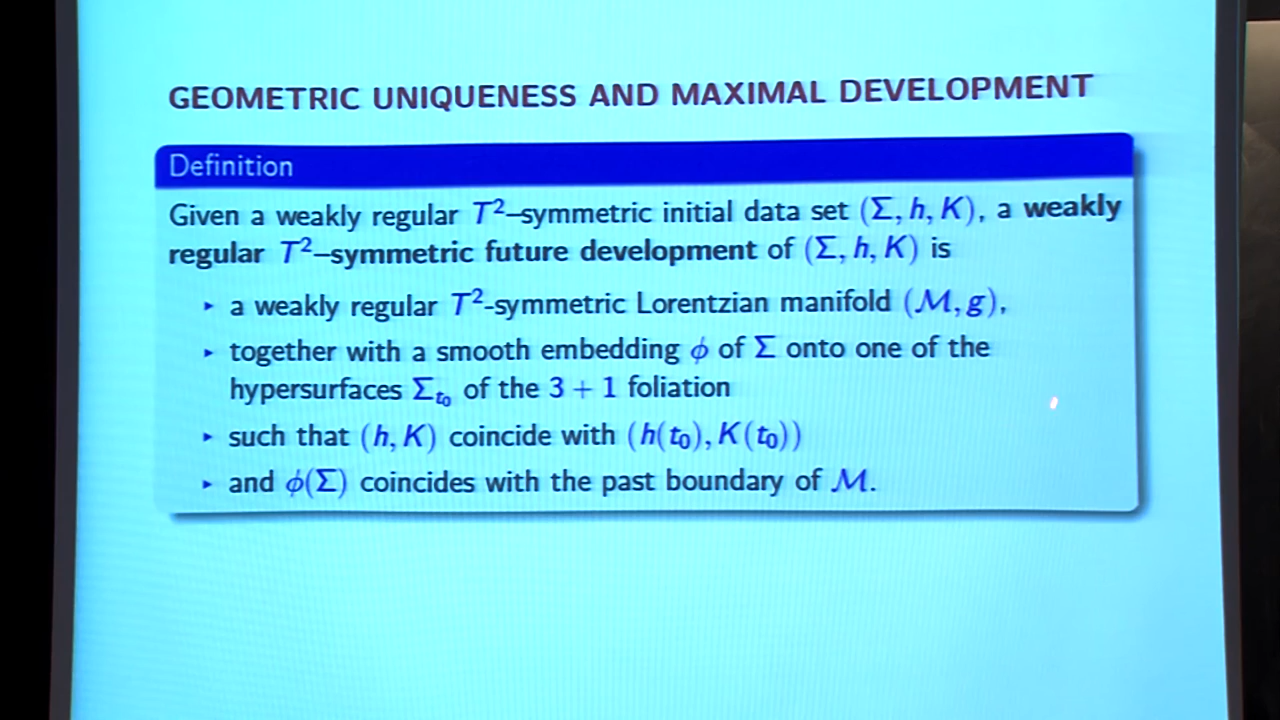 GEOMETRIC UNIQUENESS AND MAXIMAL DEVELOPMENT
Definition
Given a weakly regular T²–symmetric initial data set (Σ, h, K), a weakly
regular T²–symmetric future development of (Σ, h, K) is
▸ a weakly regular T²-symmetric Lorentzian manifold (ℳ, g),
▸ together with a smooth embedding ϕ of Σ onto one of the
hypersurfaces Σ_{t₀} of the 3 + 1 foliation
▸ such that (h, K) coincide with (h(t₀), K(t₀))
▸ and ϕ(Σ) coincides with the past boundary of ℳ.